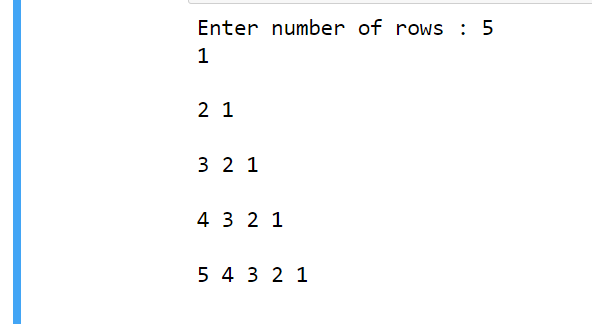 Enter number of rows : 5
1
2 1
3 2 1
4 3 2 1
5 4 3 2 1